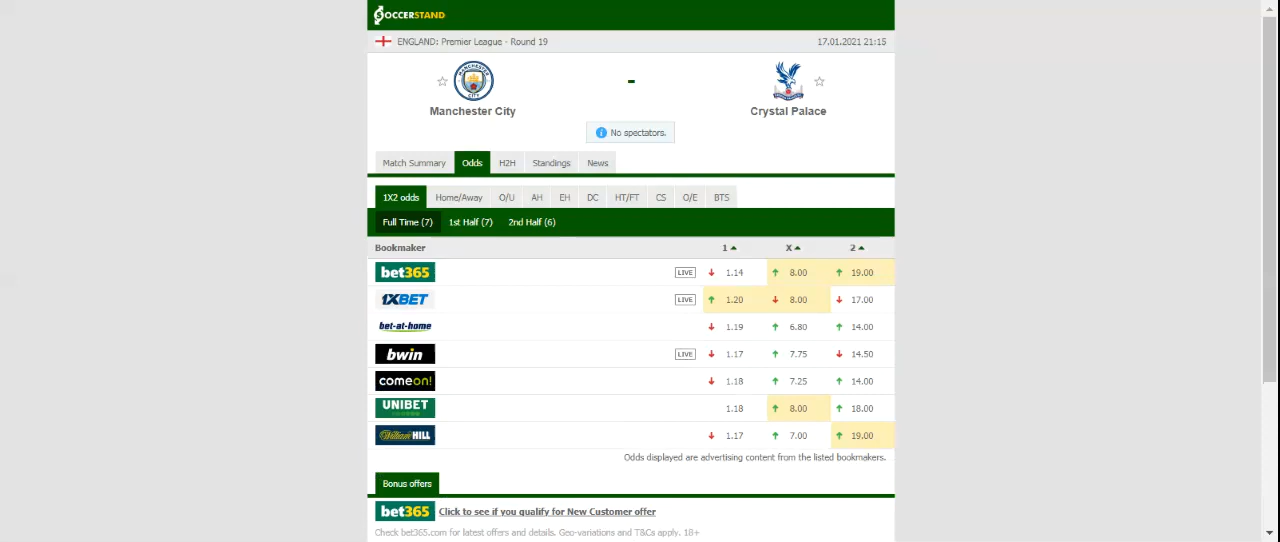 SOCCERSTAND
ENGLAND: Premier League - Round 19 17.01.2021 21:15
MANCHESTER CITY
-
Manchester City Crystal Palace
i No spectators.
Match Summary Odds H2H Standings News
1X2 odds Home/Away O/U AH EH DC HT/FT CS O/E BTS
Full Time (7) 1st Half (7) 2nd Half (6)
Bookmaker 1 X 2
bet365 LIVE 1.14 8.00 19.00
1XBET LIVE 1.20 8.00 17.00
bet-at-home 1.19 6.80 14.00
bwin LIVE 1.17 7.75 14.50
comeon! 1.18 7.25 14.00
UNIBET 1.18 8.00 18.00
William HILL 1.17 7.00 19.00
Odds displayed are advertising content from the listed bookmakers.
Bonus offers
bet365 Click to see if you qualify for New Customer offer
Check bet365.com for latest offers and details. Geo-variations and T&Cs apply. 18+